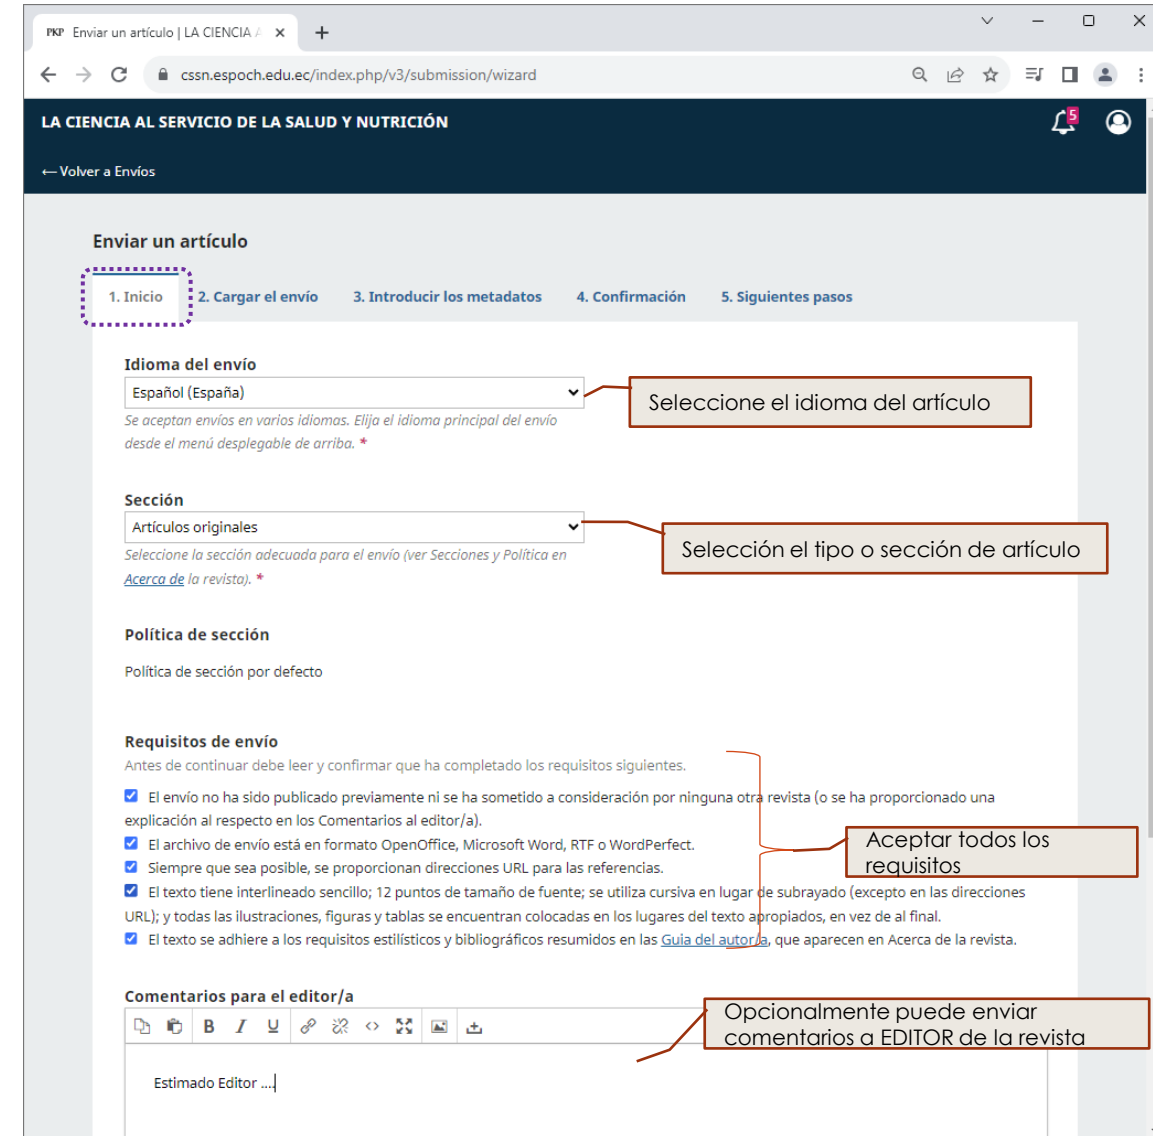 PKP Enviar un artículo | LA CIENCIA A
cssn.espoch.edu.ec/index.php/v3/submission/wizard
LA CIENCIA AL SERVICIO DE LA SALUD Y NUTRICIÓN
5
← Volver a Envíos
Enviar un artículo
1. Inicio 2. Cargar el envío 3. Introducir los metadatos 4. Confirmación 5. Siguientes pasos
Idioma del envío
Español (España)
Seleccione el idioma del artículo
Se aceptan envíos en varios idiomas. Elija el idioma principal del envío
desde el menú desplegable de arriba. *
Sección
Artículos originales
Selección el tipo o sección de artículo
Seleccione la sección adecuada para el envío (ver Secciones y Política en
Acerca de la revista). *
Política de sección
Política de sección por defecto
Requisitos de envío
Antes de continuar debe leer y confirmar que ha completado los requisitos siguientes.
El envío no ha sido publicado previamente ni se ha sometido a consideración por ninguna otra revista (o se ha proporcionado una
explicación al respecto en los Comentarios al editor/a).
El archivo de envío está en formato OpenOffice, Microsoft Word, RTF o WordPerfect.
Siempre que sea posible, se proporcionan direcciones URL para las referencias.
El texto tiene interlineado sencillo; 12 puntos de tamaño de fuente; se utiliza cursiva en lugar de subrayado (excepto en las direcciones
URL); y todas las ilustraciones, figuras y tablas se encuentran colocadas en los lugares del texto apropiados, en vez de al final.
El texto se adhiere a los requisitos estilísticos y bibliográficos resumidos en las Guia del autor/a, que aparecen en Acerca de la revista.
Aceptar todos los
requisitos
Comentarios para el editor/a
Opcionalmente puede enviar
comentarios a EDITOR de la revista
B I U
Estimado Editor ....